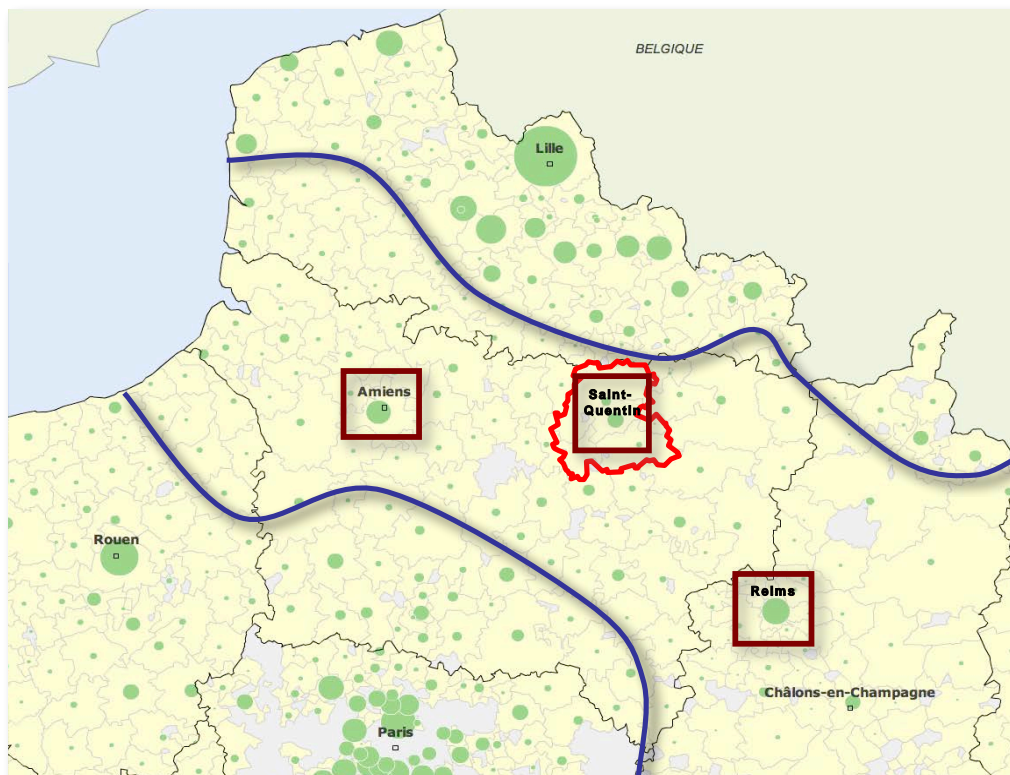 BELGIQUE
Lille
Amiens
Saint-
Quentin
Rouen
Reims
Châlons-en-Champagne
Paris